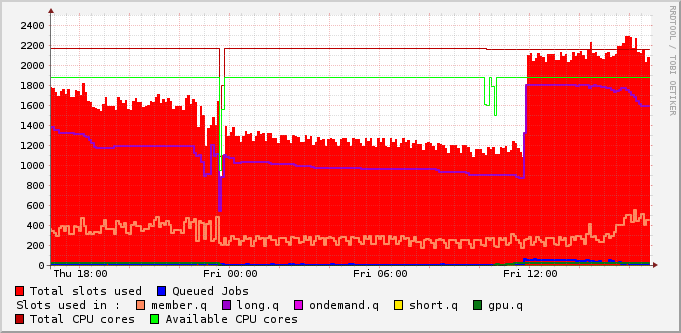 2400
2200
2000
1800
1600
1400
1200
1000
800
600
400
200
0
Thu 18:00 Fri 00:00 Fri 06:00 Fri 12:00
Total slots used Queued Jobs
Slots used in : member.q long.q ondemand.q short.q gpu.q
Total CPU cores Available CPU cores
RRDTOOL / TOBI OETIKER